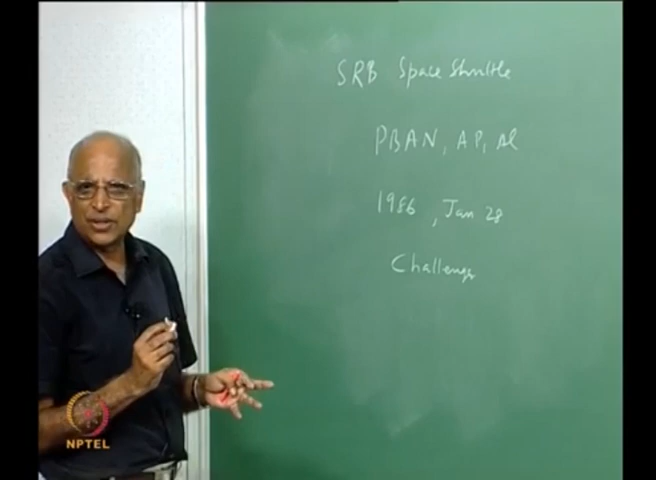 SRB Space Shuttle
PBAN, AP, Al
1986, Jan 28
Challenger
NPTEL